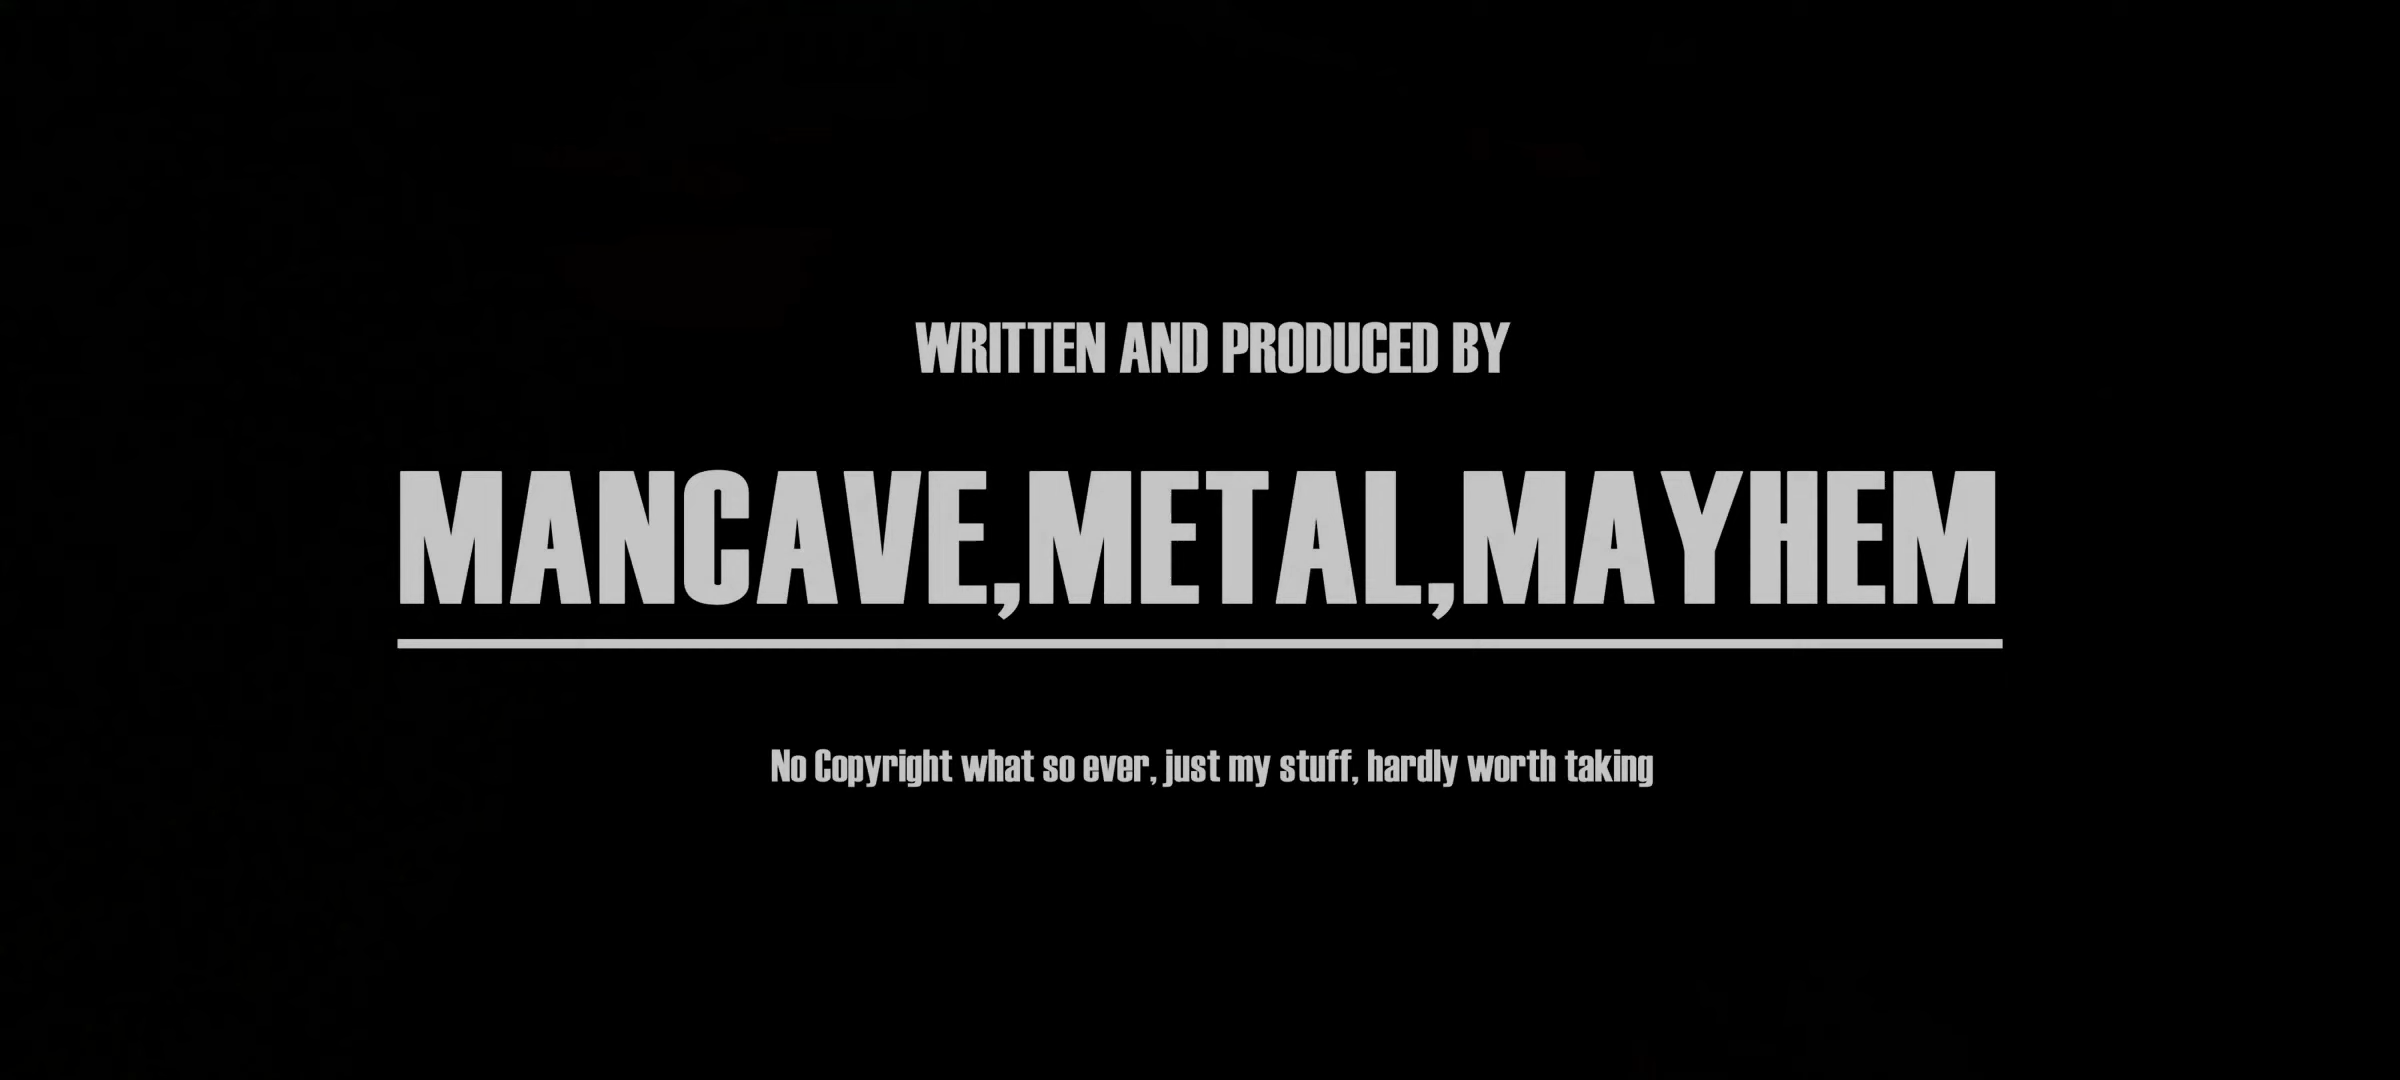 WRITTEN AND PRODUCED BY
MANCAVE,METAL,MAYHEM
No Copyright what so ever, just my stuff, hardly worth taking